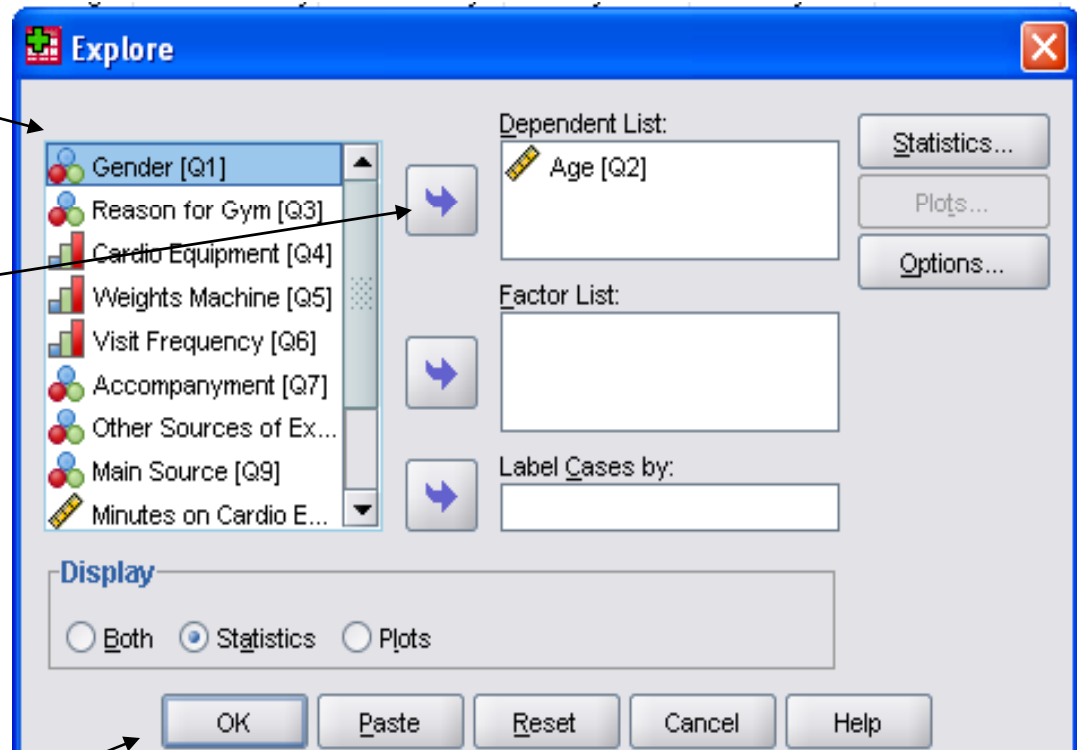 Explore
Dependent List:
Statistics...
Gender [Q1]
Age [Q2]
Reason for Gym [Q3]
Plots...
Cardio Equipment [Q4]
Options...
Weights Machine [Q5]
Factor List:
Visit Frequency [Q6]
Accompanyment [Q7]
Other Sources of Ex...
Main Source [Q9]
Label Cases by:
Minutes on Cardio E...
Display
Both Statistics Plots
OK Paste Reset Cancel Help